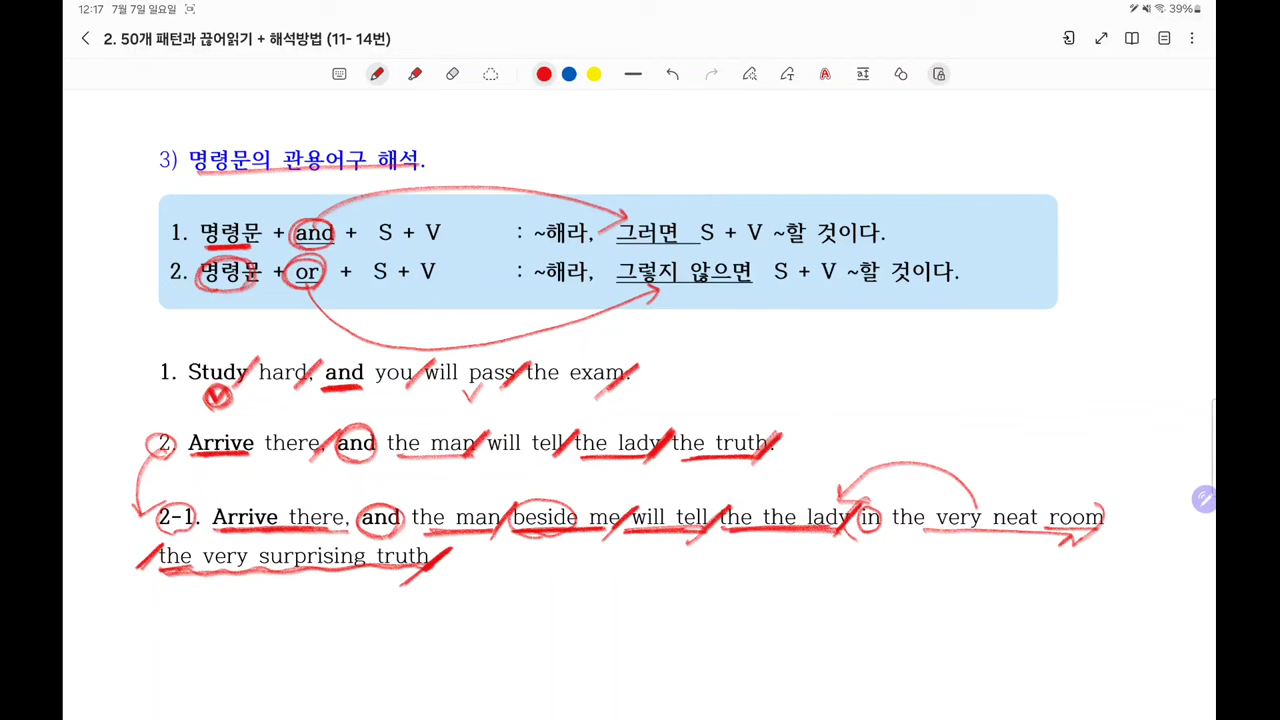 12:17 7월 7일 일요일
39%
2. 50개 패턴과 끊어읽기 + 해석방법 (11- 14번)
3) 명령문의 관용어구 해석.
1. 명령문 + and + S + V : ~해라, 그러면 S + V ~할 것이다.
2. 명령문 + or + S + V : ~해라, 그렇지 않으면 S + V ~할 것이다.
1. Study hard, and you will pass the exam.
2. Arrive there, and the man will tell the lady the truth.
2-1. Arrive there, and the man beside me will tell the the lady in the very neat room
the very surprising truth.